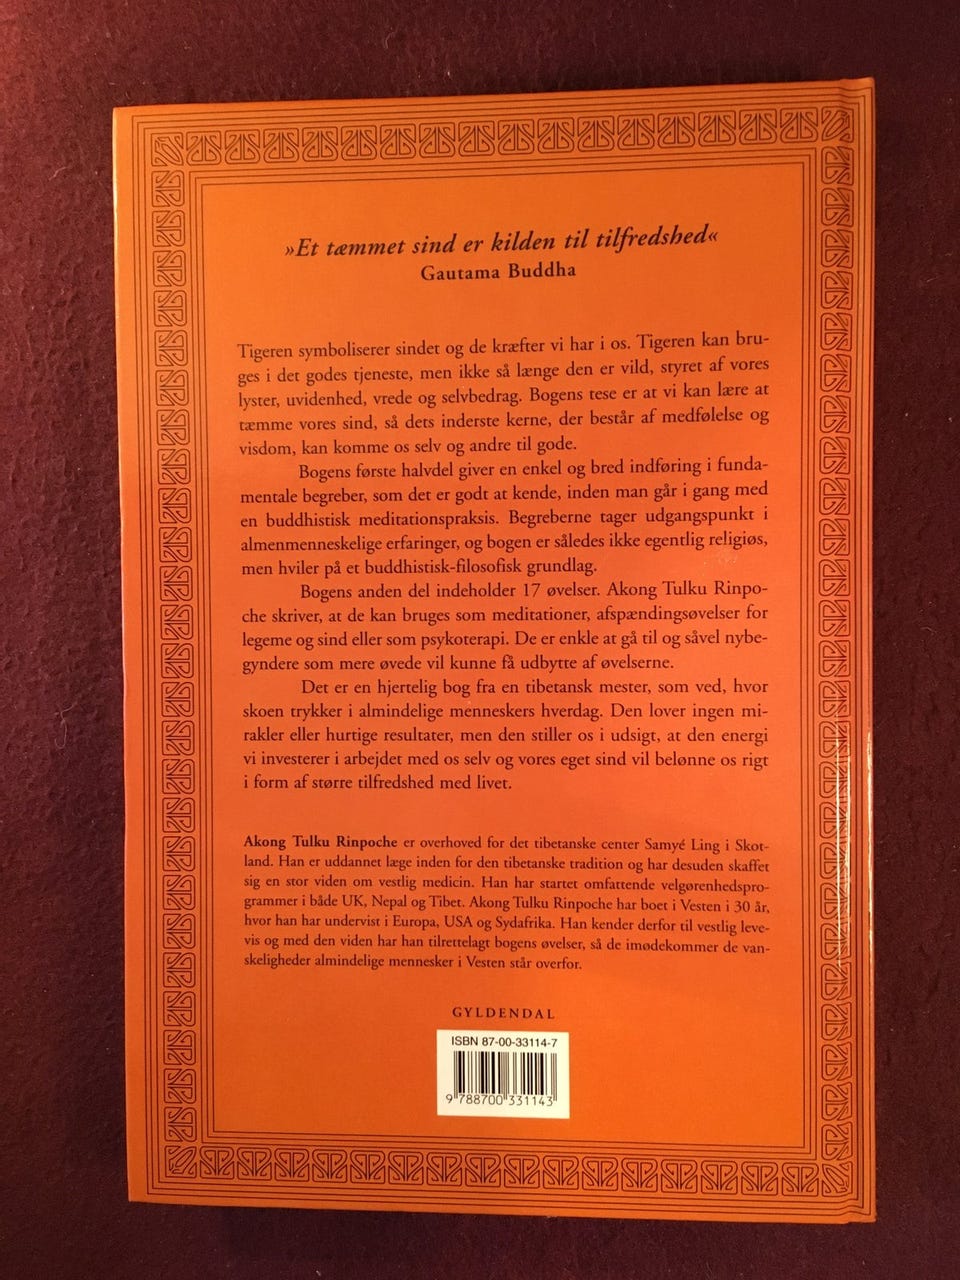 »Et tæmmet sind er kilden til tilfredshed«
Gautama Buddha
Tigeren symboliserer sindet og de kræfter vi har i os. Tigeren kan bru-
ges i det godes tjeneste, men ikke så længe den er vild, styret af vores
lyster, uvidenhed, vrede og selvbedrag. Bogens tese er at vi kan lære at
tæmme vores sind, så dets inderste kerne, der består af medfølelse og
visdom, kan komme os selv og andre til gode.
Bogens første halvdel giver en enkel og bred indføring i funda-
mentale begreber, som det er godt at kende, inden man går i gang med
en buddhistisk meditationspraksis. Begreberne tager udgangspunkt i
almenmenneskelige erfaringer, og bogen er således ikke egentlig religiøs,
men hviler på et buddhistisk-filosofisk grundlag.
Bogens anden del indeholder 17 øvelser. Akong Tulku Rinpo-
che skriver, at de kan bruges som meditationer, afspændingsøvelser for
legeme og sind eller som psykoterapi. De er enkle at gå til og såvel nybe-
gyndere som mere øvede vil kunne få udbytte af øvelserne.
Det er en hjertelig bog fra en tibetansk mester, som ved, hvor
skoen trykker i almindelige menneskers hverdag. Den lover ingen mi-
rakler eller hurtige resultater, men den stiller os i udsigt, at den energi
vi investerer i arbejdet med os selv og vores eget sind vil belønne os rigt
i form af større tilfredshed med livet.
Akong Tulku Rinpoche er overhoved for det tibetanske center Samyé Ling i Skot-
land. Han er uddannet læge inden for den tibetanske tradition og har desuden skaffet
sig en stor viden om vestlig medicin. Han har startet omfattende velgørenhedspro-
grammer i både UK, Nepal og Tibet. Akong Tulku Rinpoche har boet i Vesten i 30 år,
hvor han har undervist i Europa, USA og Sydafrika. Han kender derfor til vestlig leve-
vis og med den viden har han tilrettelagt bogens øvelser, så de imødekommer de van-
skeligheder almindelige mennesker i Vesten står overfor.
GYLDENDAL
ISBN 87-00-33114-7
9 788700 331143